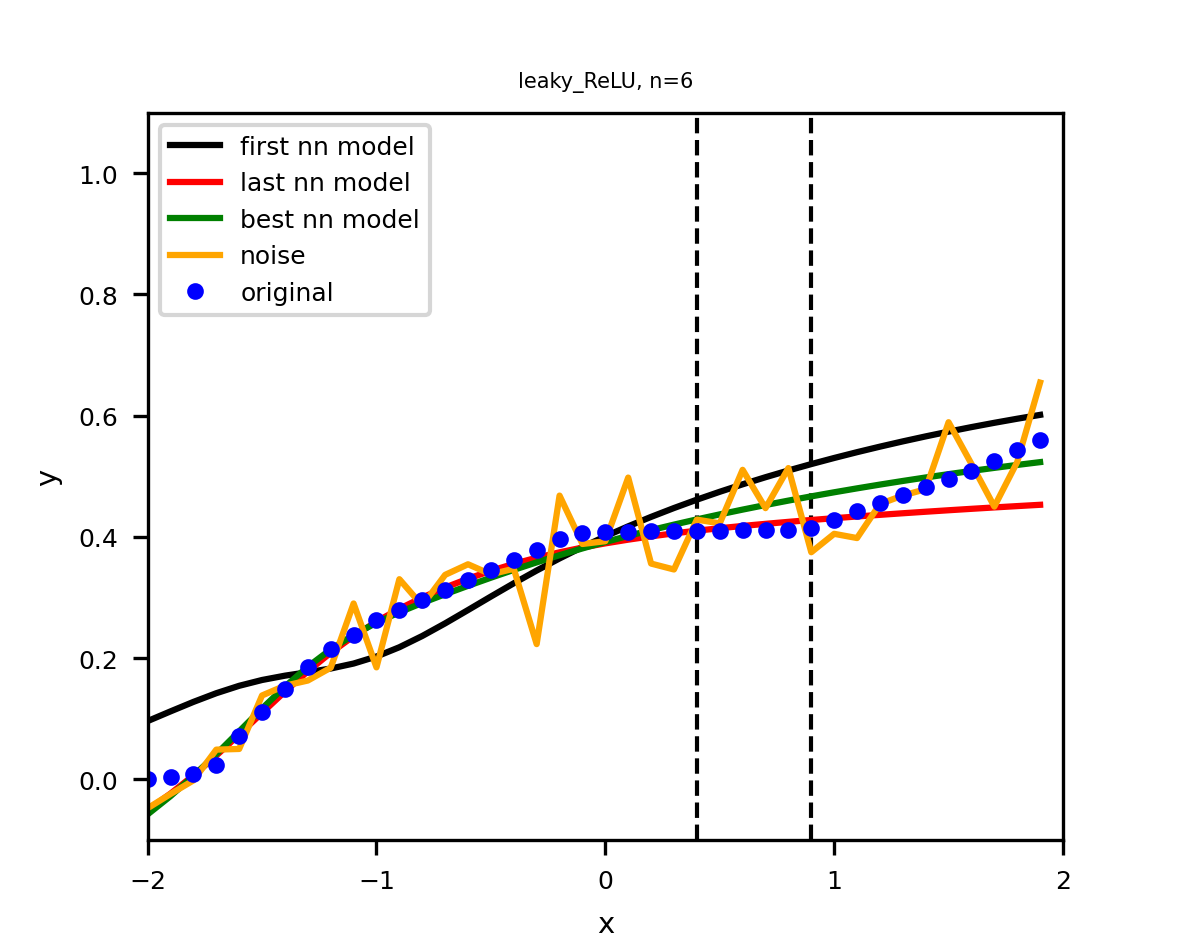 leaky_ReLU, n=6
first nn model
last nn model
best nn model
noise
original
1.0
0.8
0.6
0.4
0.2
0.0
y
−2
−1
0
1
2
x